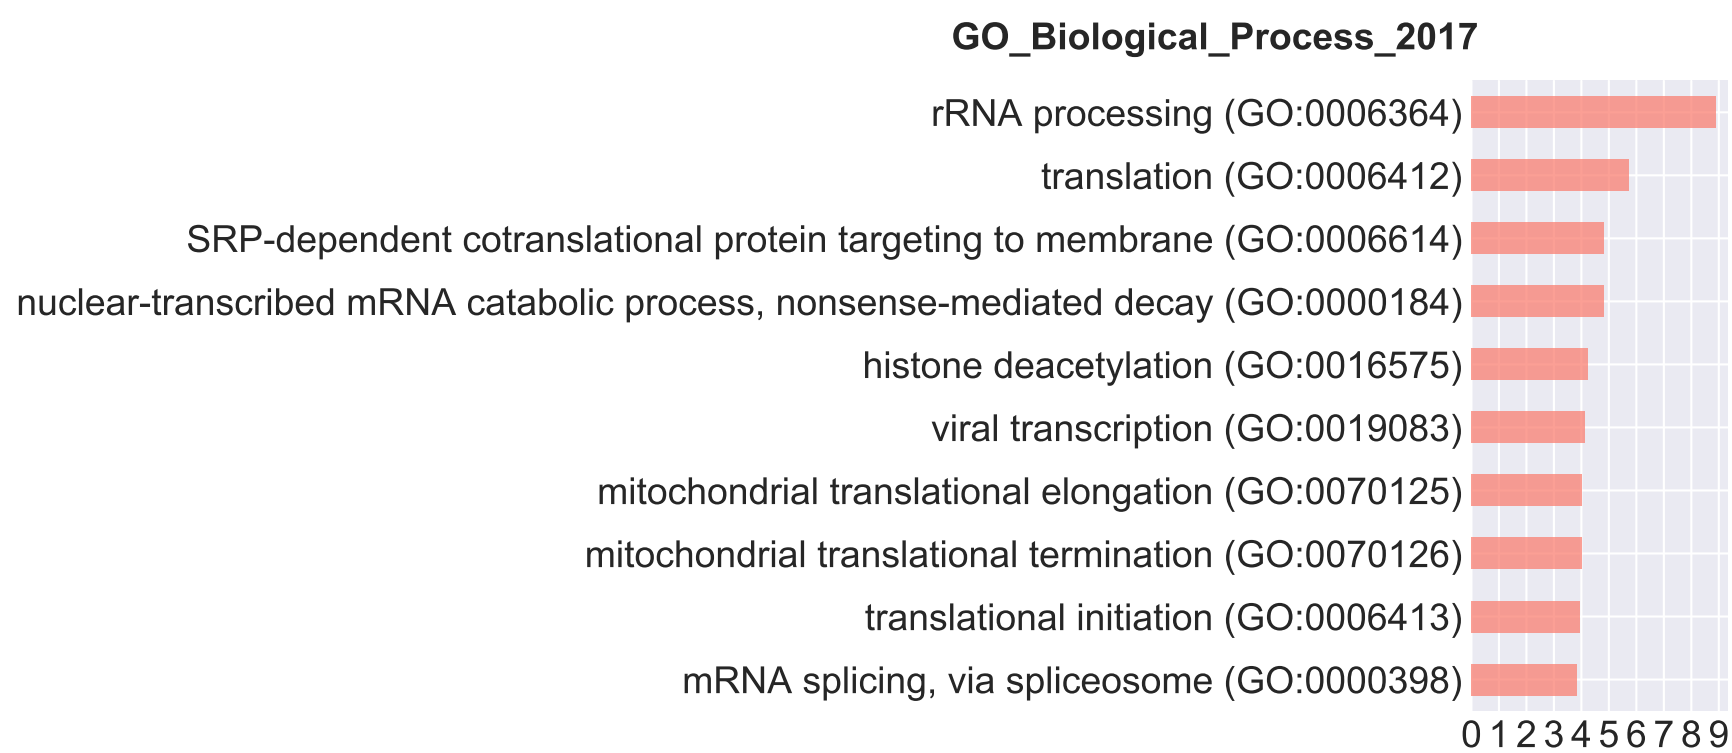 GO_Biological_Process_2017
rRNA processing (GO:0006364)
translation (GO:0006412)
SRP-dependent cotranslational protein targeting to membrane (GO:0006614)
nuclear-transcribed mRNA catabolic process, nonsense-mediated decay (GO:0000184)
histone deacetylation (GO:0016575)
viral transcription (GO:0019083)
mitochondrial translational elongation (GO:0070125)
mitochondrial translational termination (GO:0070126)
translational initiation (GO:0006413)
mRNA splicing, via spliceosome (GO:0000398)
0 1 2 3 4 5 6 7 8 9